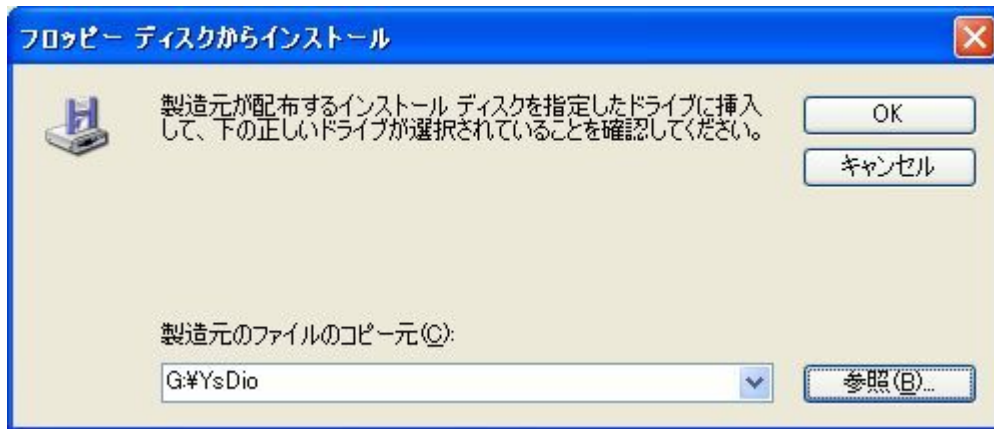 フロッピー ディスクからインストール
製造元が配布するインストール ディスクを指定したドライブに挿入
して、下の正しいドライブが選択されていることを確認してください。
OK
キャンセル
製造元のファイルのコピー元(C):
G:¥YsDio
参照(B)...